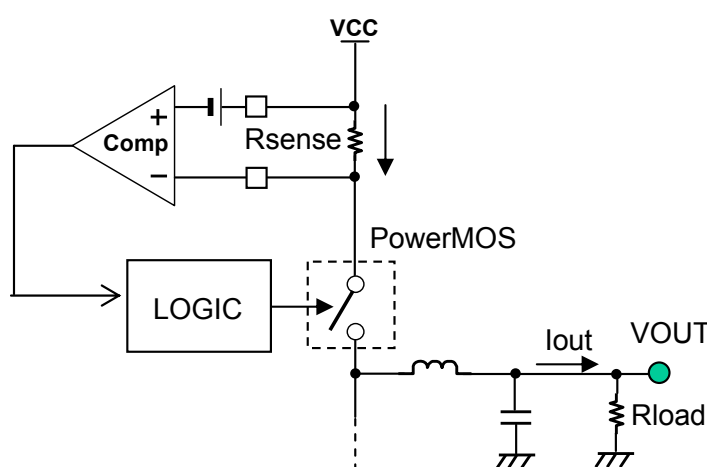 VCC
+
Comp
Rsense
−
PowerMOS
LOGIC
Iout
VOUT
Rload